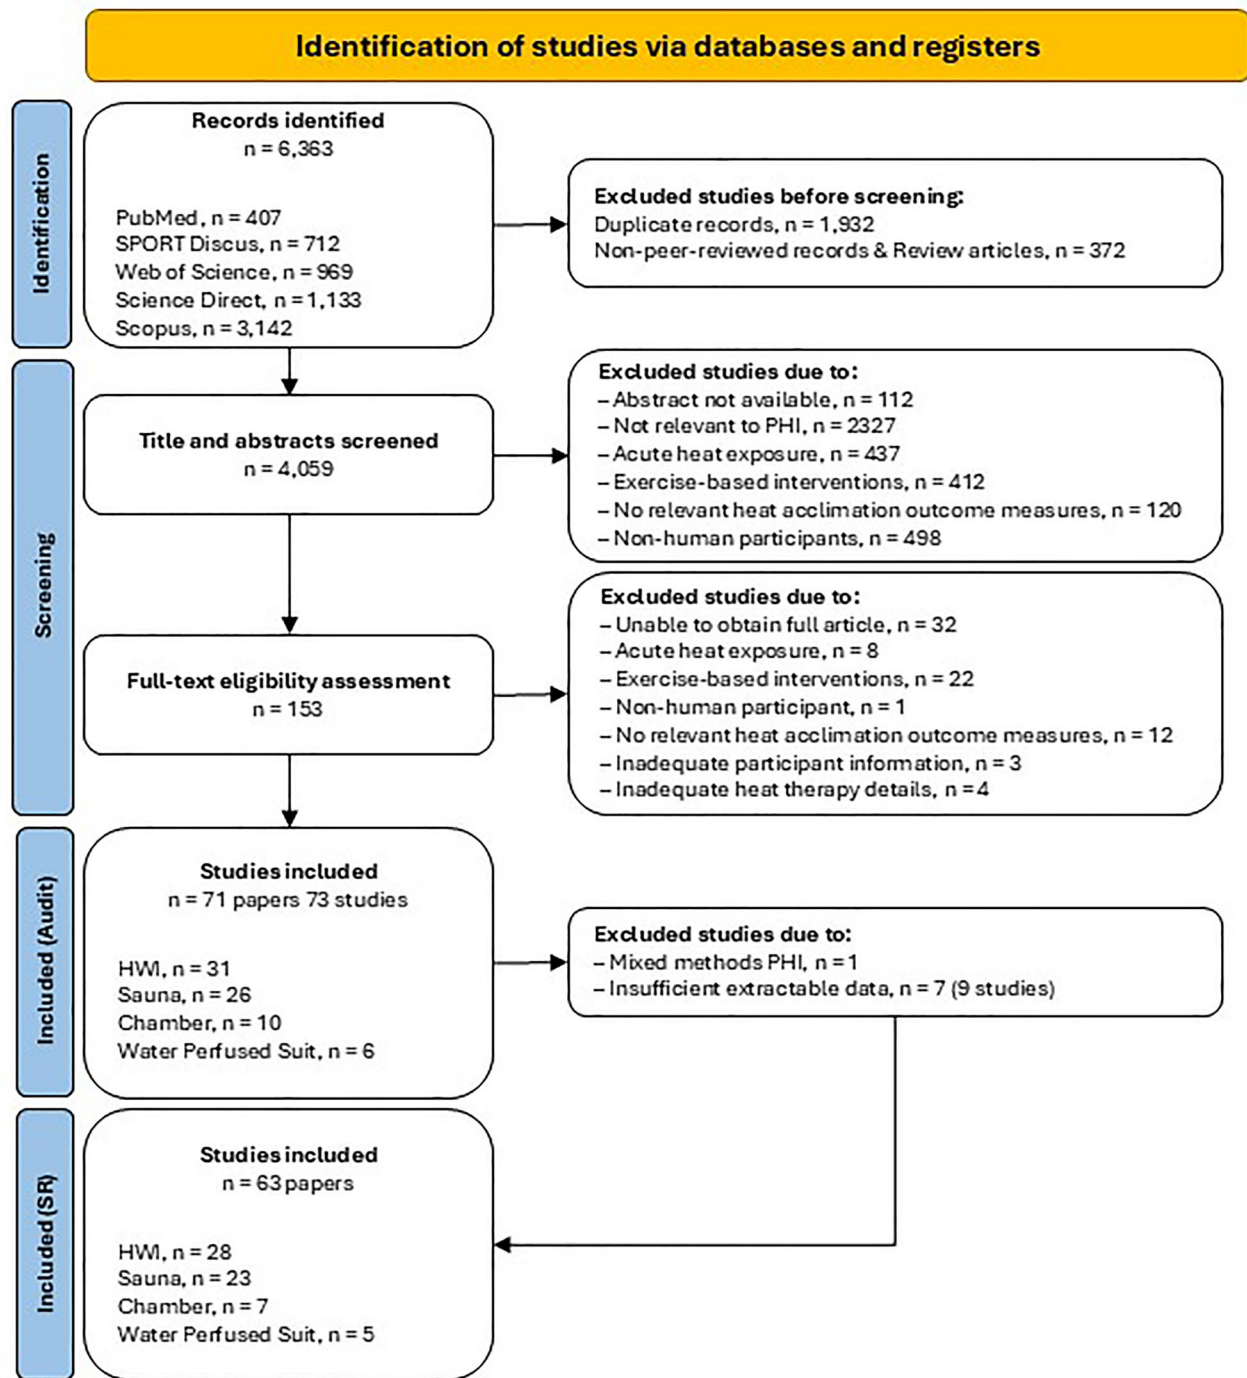 Identification of studies via databases and registers
Identification
Records identified
n = 6,363
PubMed, n = 407
SPORT Discus, n = 712
Web of Science, n = 969
Science Direct, n = 1,133
Scopus, n = 3,142
Excluded studies before screening:
Duplicate records, n = 1,932
Non-peer-reviewed records & Review articles, n = 372
Screening
Title and abstracts screened
n = 4,059
Excluded studies due to:
– Abstract not available, n = 112
– Not relevant to PHI, n = 2327
– Acute heat exposure, n = 437
– Exercise-based interventions, n = 412
– No relevant heat acclimation outcome measures, n = 120
– Non-human participants, n = 498
Full-text eligibility assessment
n = 153
Excluded studies due to:
– Unable to obtain full article, n = 32
– Acute heat exposure, n = 8
– Exercise-based interventions, n = 22
– Non-human participant, n = 1
– No relevant heat acclimation outcome measures, n = 12
– Inadequate participant information, n = 3
– Inadequate heat therapy details, n = 4
Included (Audit)
Studies included
n = 71 papers 73 studies
HWI, n = 31
Sauna, n = 26
Chamber, n = 10
Water Perfused Suit, n = 6
Excluded studies due to:
– Mixed methods PHI, n = 1
– Insufficient extractable data, n = 7 (9 studies)
Included (SR)
Studies included
n = 63 papers
HWI, n = 28
Sauna, n = 23
Chamber, n = 7
Water Perfused Suit, n = 5